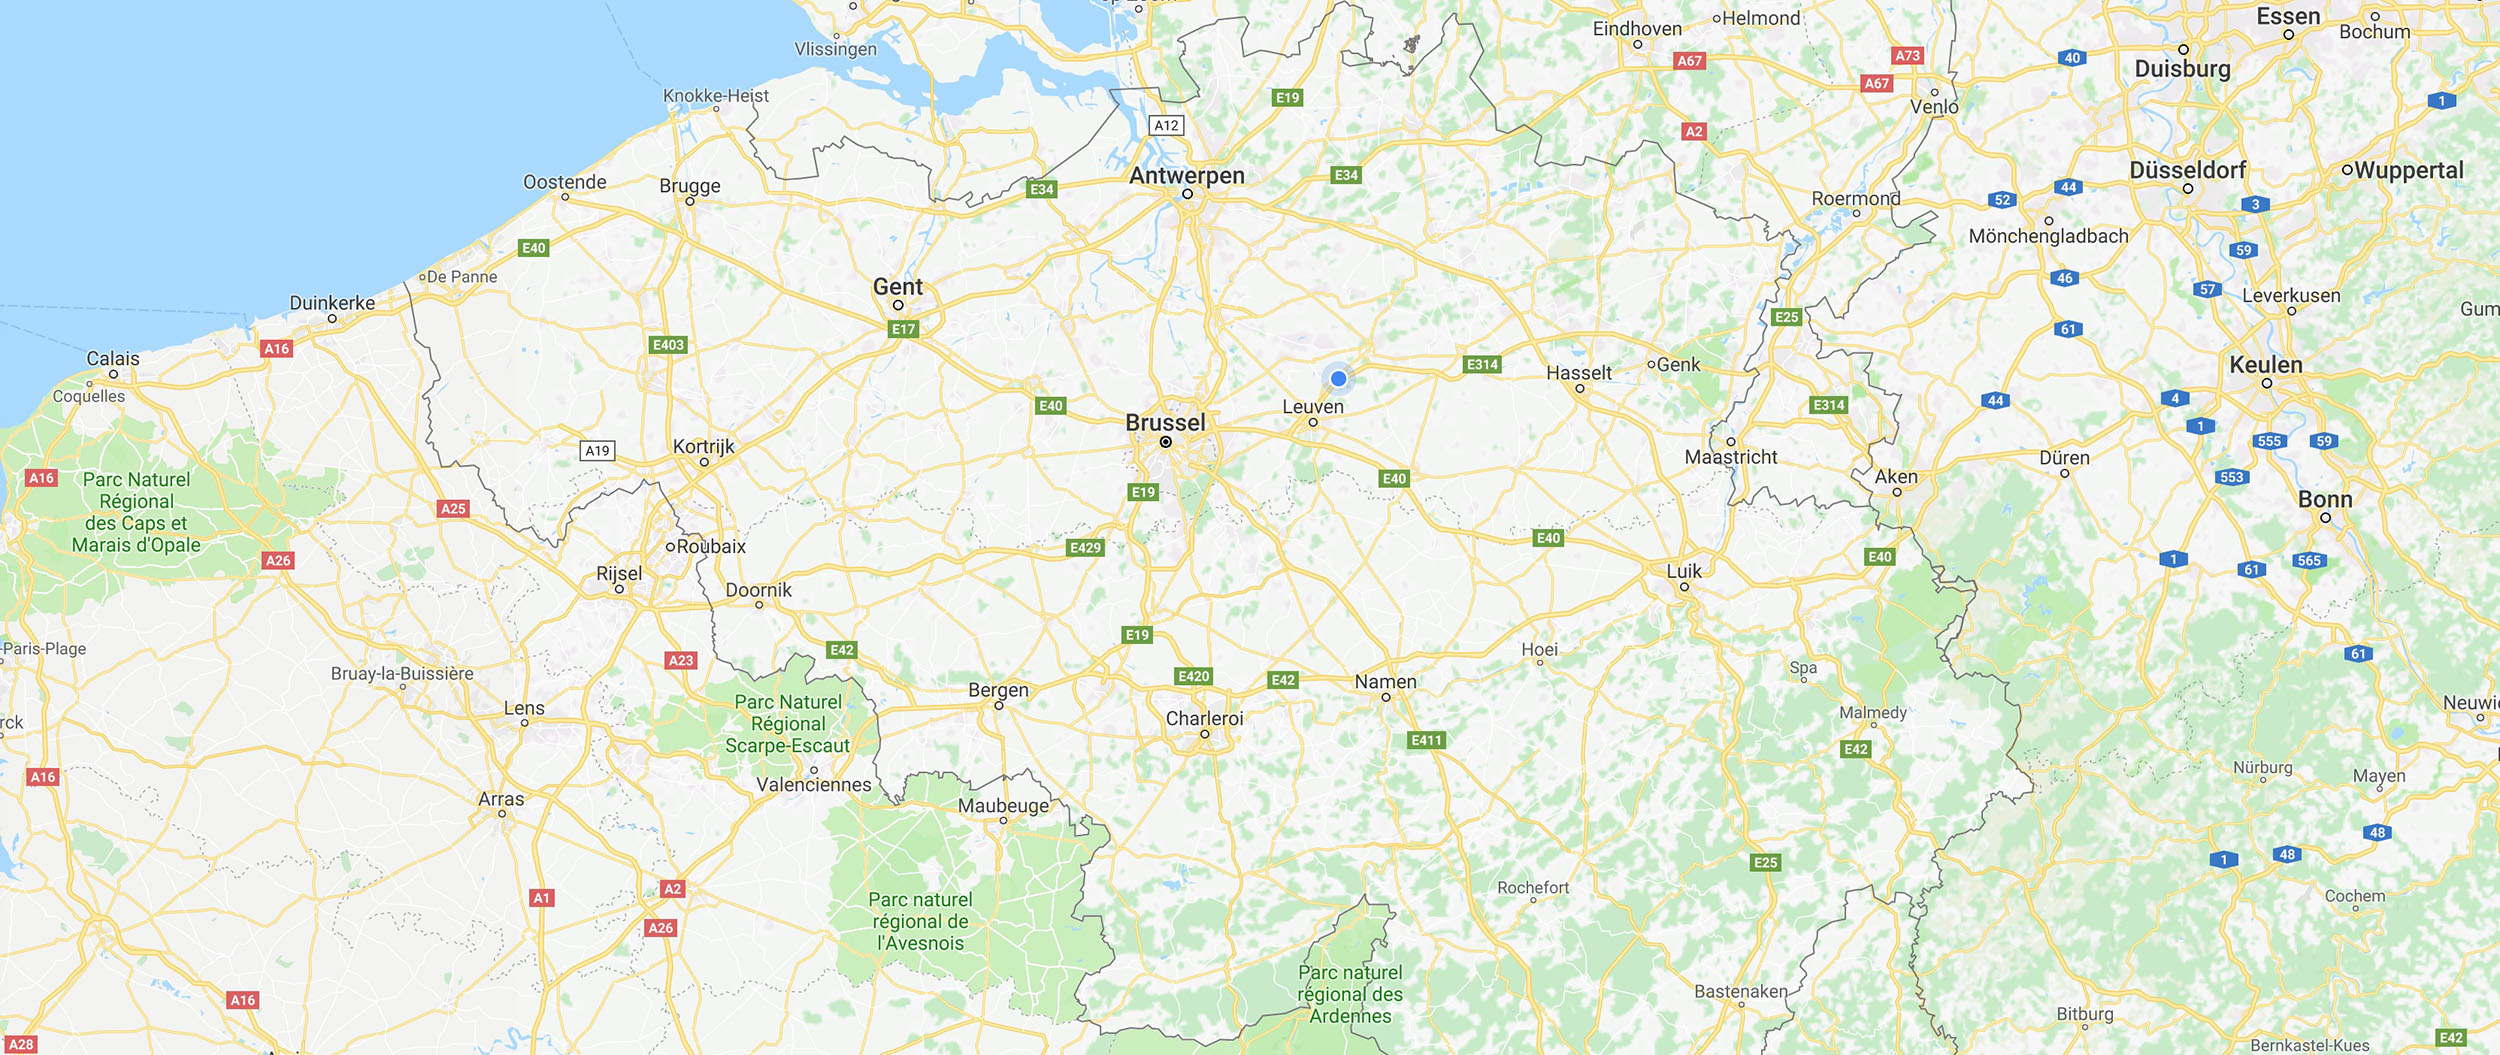 Essen
Eindhoven
Helmond
Bochum
Vlissingen
A67
A73
40
Duisburg
A67
Knokke-Heist
E19
Venlo
1
A12
A2
Oostende
Brugge
Antwerpen
E34
E34
Düsseldorf
Wuppertal
44
52
Roermond
3
Mönchengladbach
E40
59
De Panne
46
Gent
57
Leverkusen
Duinkerke
Gum
E17
E25
61
E403
A16
Calais
E314
Genk
Keulen
Hasselt
Coquelles
4
44
E40
Leuven
E314
Brussel
1
555
59
A19
Kortrijk
Maastricht
Düren
A16
Parc Naturel
Régional
des Caps et
Marais d'Opale
E40
Aken
553
E19
Bonn
A25
E40
E429
Roubaix
A26
E40
1
565
61
Rijsel
Luik
Doornik
E19
-Paris-Plage
E42
Hoei
61
A23
Spa
Bruay-la-Buissière
E420
E42
Namen
Bergen
Parc Naturel
Régional
Scarpe-Escaut
Lens
Neuwie
rck
Charleroi
Malmedy
E411
E42
Nürburg
A16
Valenciennes
Mayen
Arras
Maubeuge
48
E25
48
1
A2
Rochefort
A1
Cochem
Parc naturel
régional de
l'Avesnois
A26
Parc naturel
régional des
Ardennes
A16
Bastenaken
Bitburg
A28
E42
Bernkastel-Kues